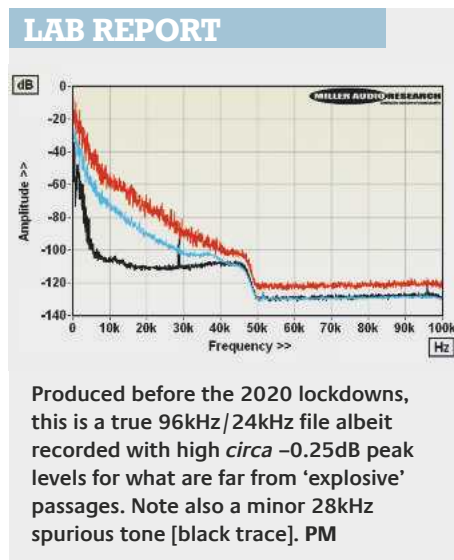 LAB REPORT
dB
MILLER AUDIO RESEARCH
0
-20
-40
-60
-80
-100
-120
-140
Amplitude >>
0 10k 20k 30k 40k 50k 60k 70k 80k 90k 100k
Frequency >>
Hz
Produced before the 2020 lockdowns,
this is a true 96kHz/24kHz file albeit
recorded with high circa –0.25dB peak
levels for what are far from ‘explosive’
passages. Note also a minor 28kHz
spurious tone [black trace]. PM